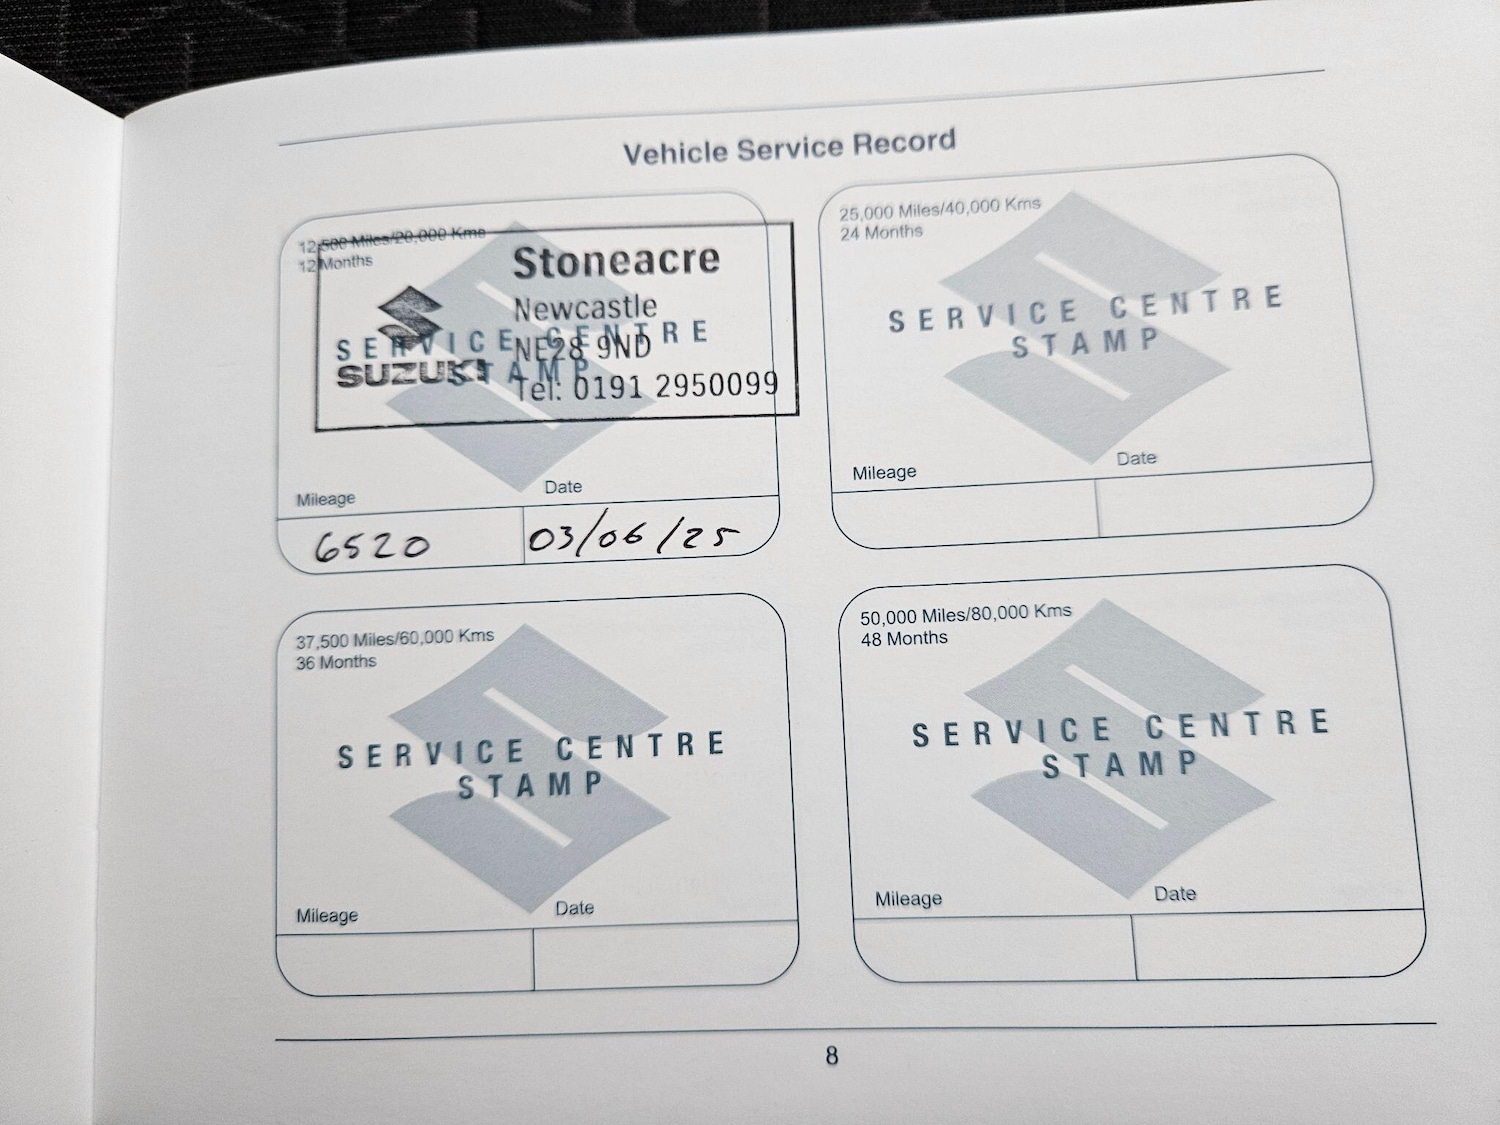 Vehicle Service Record
12,500 Miles/20,000 Kms
12 Months
Stoneacre
Newcastle
NE28 9ND
Tel: 0191 2950099
SUZUKI
SERVICE CENTRE
STAMP
Mileage
Date
6520
03/06/25
25,000 Miles/40,000 Kms
24 Months
SERVICE CENTRE
STAMP
Mileage
Date
37,500 Miles/60,000 Kms
36 Months
SERVICE CENTRE
STAMP
Mileage
Date
50,000 Miles/80,000 Kms
48 Months
SERVICE CENTRE
STAMP
Mileage
Date
8